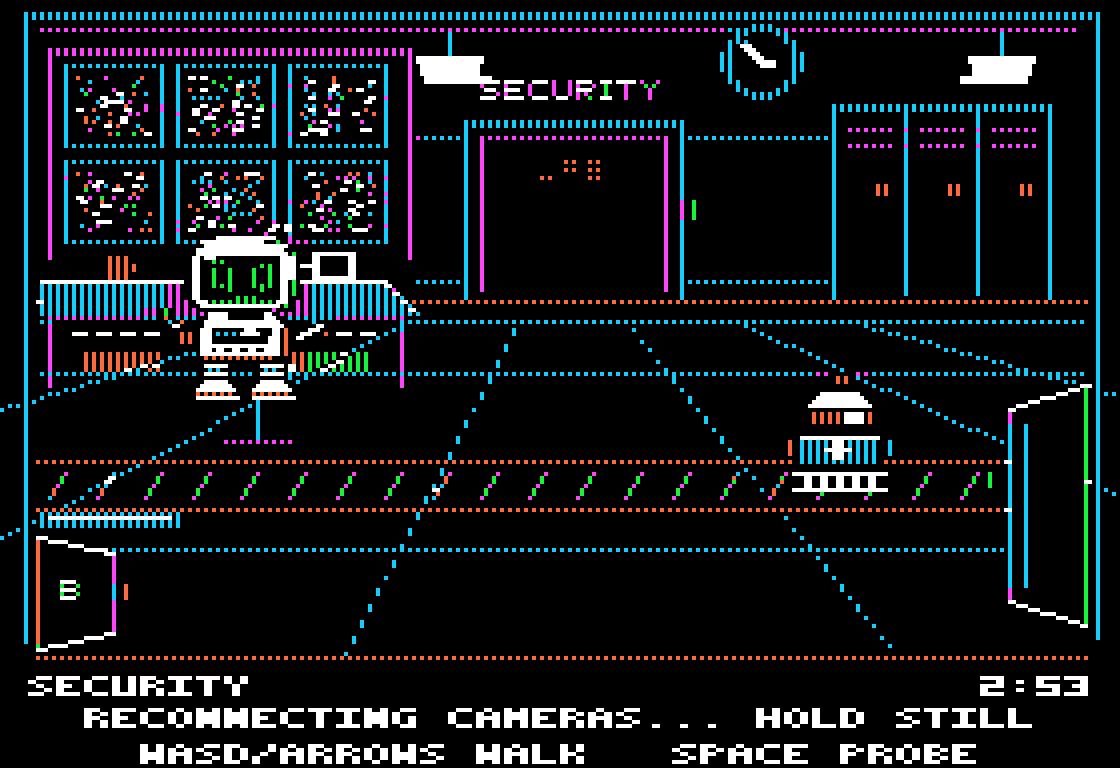 SECURITY
B
SECURITY 2:53
RECONNECTING CAMERAS... HOLD STILL
WASD/ARROWS WALK SPACE PROBE